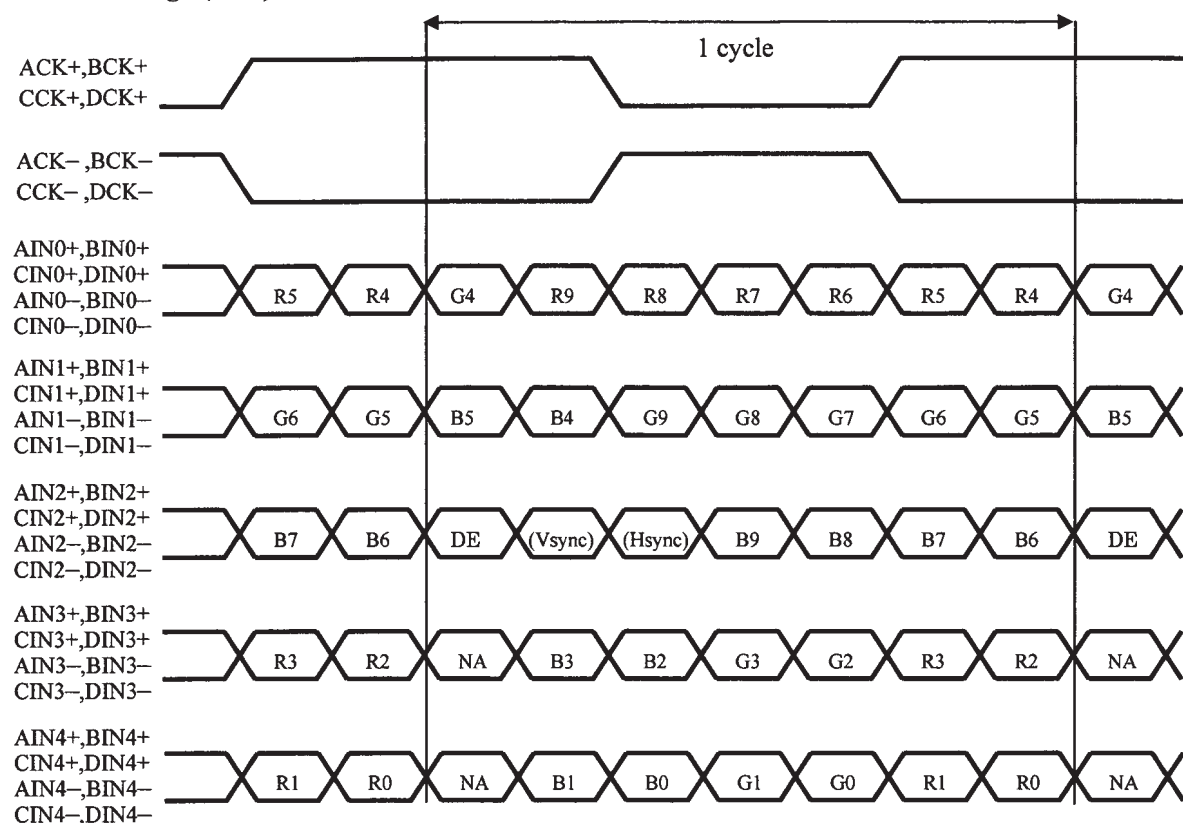 1 cycle
ACK+,BCK+
CCK+,DCK+
ACK− ,BCK−
CCK− ,DCK−
AIN0+,BIN0+
CIN0+,DIN0+
AIN0−,BIN0−
CIN0−,DIN0−
R5 R4 G4 R9 R8 R7 R6 R5 R4 G4
AIN1+,BIN1+
CIN1+,DIN1+
AIN1−,BIN1−
CIN1−,DIN1−
G6 G5 B5 B4 G9 G8 G7 G6 G5 B5
AIN2+,BIN2+
CIN2+,DIN2+
AIN2−,BIN2−
CIN2−,DIN2−
B7 B6 DE (Vsync) (Hsync) B9 B8 B7 B6 DE
AIN3+,BIN3+
CIN3+,DIN3+
AIN3−,BIN3−
CIN3−,DIN3−
R3 R2 NA B3 B2 G3 G2 R3 R2 NA
AIN4+,BIN4+
CIN4+,DIN4+
AIN4−,BIN4−
CIN4−,DIN4−
R1 R0 NA B1 B0 G1 G0 R1 R0 NA